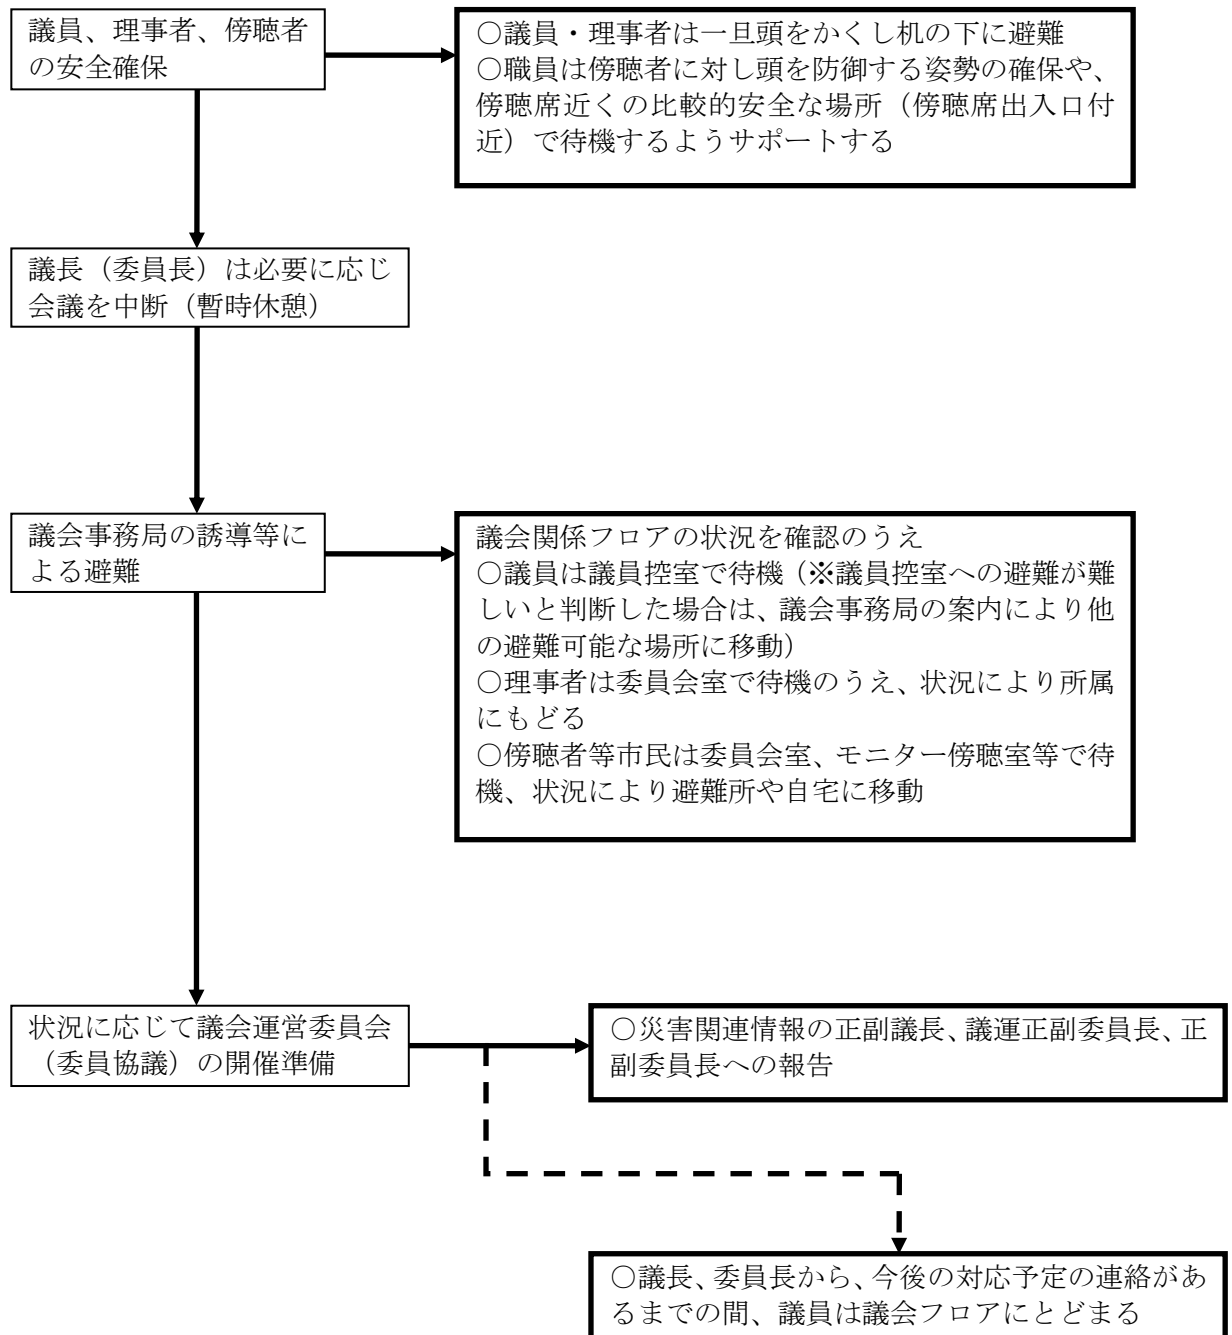 議員、理事者、傍聴者
の安全確保
○議員・理事者は一旦頭をかくし机の下に避難
○職員は傍聴者に対し頭を防御する姿勢の確保や、
傍聴席近くの比較的安全な場所（傍聴席出入口付
近）で待機するようサポートする
議長（委員長）は必要に応じ
会議を中断（暫時休憩）
議会事務局の誘導等に
よる避難
議会関係フロアの状況を確認のうえ
○議員は議員控室で待機（※議員控室への避難が難
しいと判断した場合は、議会事務局の案内により他
の避難可能な場所に移動）
○理事者は委員会室で待機のうえ、状況により所属
にもどる
○傍聴者等市民は委員会室、モニター傍聴室等で待
機、状況により避難所や自宅に移動
状況に応じて議会運営委員会
（委員協議）の開催準備
○災害関連情報の正副議長、議運正副委員長、正
副委員長への報告
○議長、委員長から、今後の対応予定の連絡があ
るまでの間、議員は議会フロアにとどまる